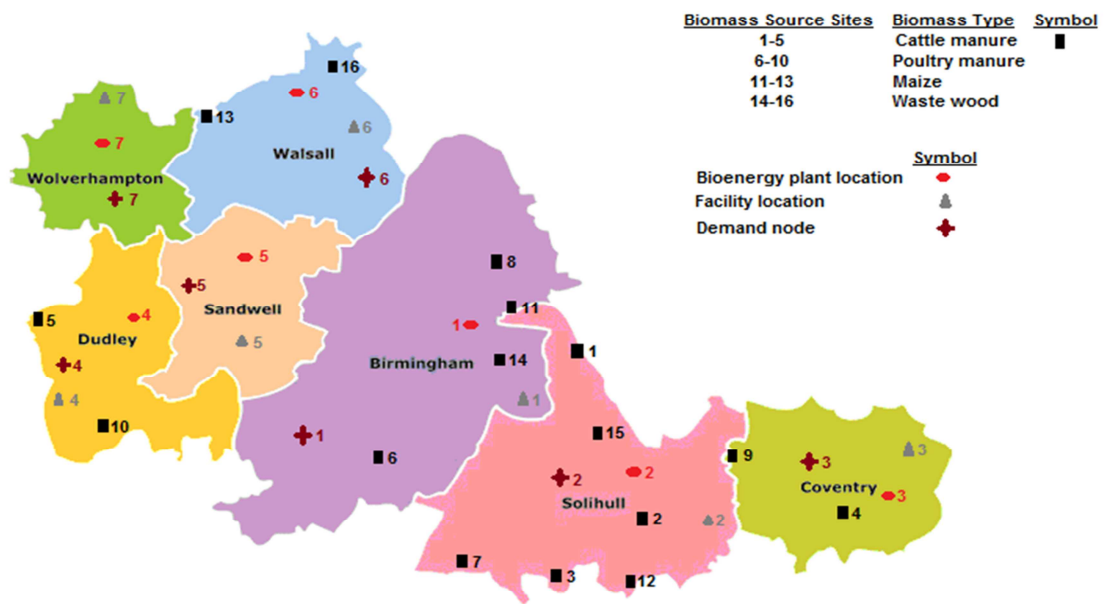 Biomass Source Sites Biomass Type Symbol
1-5 Cattle manure
6-10 Poultry manure
11-13 Maize
14-16 Waste wood
Symbol
Bioenergy plant location
Facility location
Demand node
16
6
7
13
6
7
Walsall
Wolverhampton
6
7
5
8
5
Sandwell
11
5
4
1
Dudley
5
1
Birmingham
14
4
4
1
10
1
15
6
9
3
3
2
2
Coventry
3
Solihull
4
2
2
7
3
12